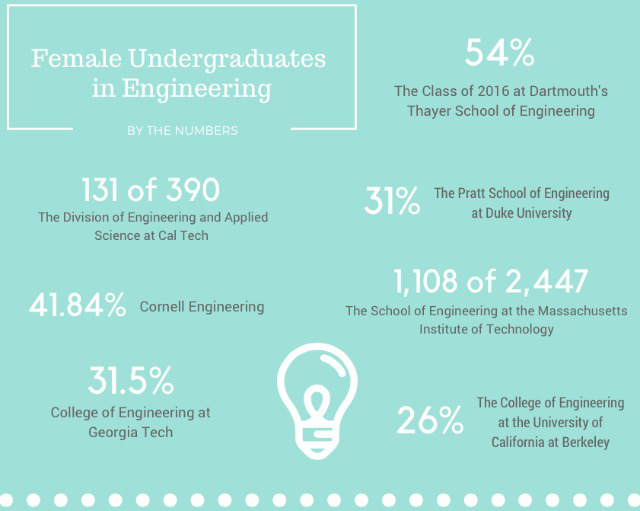 Female Undergraduates
in Engineering
BY THE NUMBERS
54%
The Class of 2016 at Dartmouth's
Thayer School of Engineering
131 of 390
The Division of Engineering and Applied
Science at Cal Tech
31%
The Pratt School of Engineering
at Duke University
41.84%
Cornell Engineering
1,108 of 2,447
The School of Engineering at the Massachusetts
Institute of Technology
31.5%
College of Engineering at
Georgia Tech
26%
The College of Engineering
at the University of
California at Berkeley